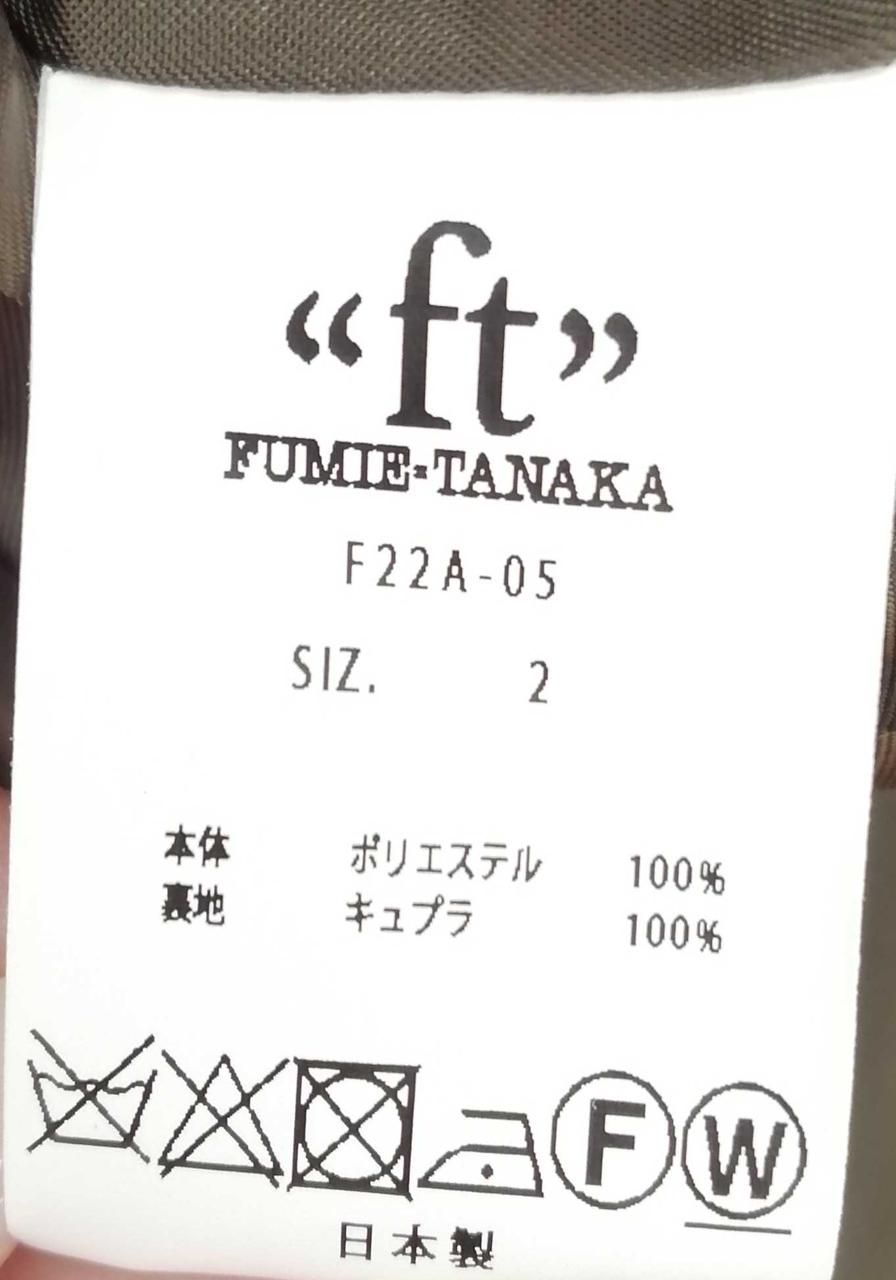 “ft”
FUMIE=TANAKA
F22A-05
SIZ. 2
本体 ポリエステル 100%
裏地 キュプラ 100%
F W
日本製